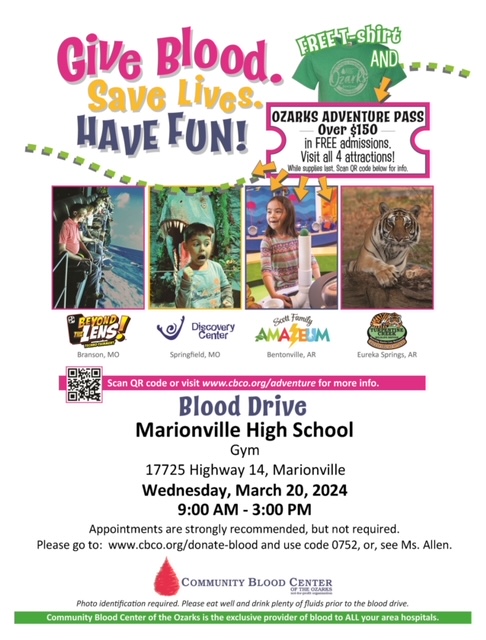 Give Blood.
Save Lives.
HAVE FUN!
FREE T-shirt
AND
Ozark
OZARKS ADVENTURE PASS
Over $150
in FREE admissions.
Visit all 4 attractions!
While supplies last. Scan QR code below for info.
BEYOND THE LENS!
Branson, MO
Discovery Center
Springfield, MO
Scott Family
AMAZEUM
Bentonville, AR
TURPENTINE CREEK
Eureka Springs, AR
Scan QR code or visit www.cbco.org/adventure for more info.
Blood Drive
Marionville High School
Gym
17725 Highway 14, Marionville
Wednesday, March 20, 2024
9:00 AM - 3:00 PM
Appointments are strongly recommended, but not required.
Please go to: www.cbco.org/donate-blood and use code 0752, or, see Ms. Allen.
COMMUNITY BLOOD CENTER
OF THE OZARKS
Photo identification required. Please eat well and drink plenty of fluids prior to the blood drive.
Community Blood Center of the Ozarks is the exclusive provider of blood to ALL your area hospitals.